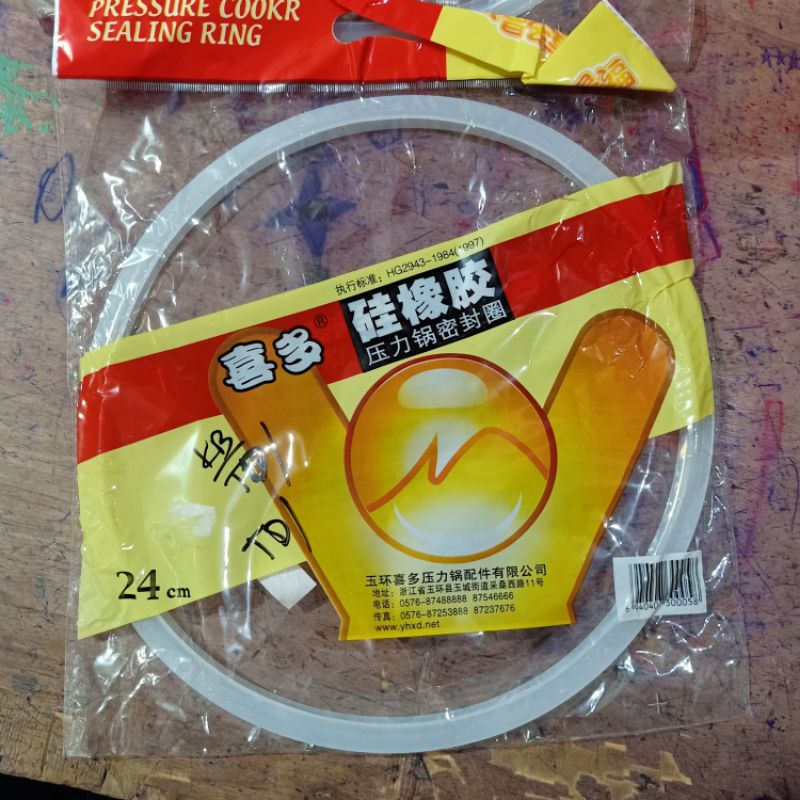 PRESSURE COOKR
SEALING RING
执行标准：HG2943-1984(1997)
喜多®
硅橡胶
压力锅密封圈
24 cm
玉环喜多压力锅配件有限公司
地址：浙江省玉环县玉城街道采桑西路11号
电话：0576-87488888 87546666
传真：0576-87253888 87237676
www.yhxd.net